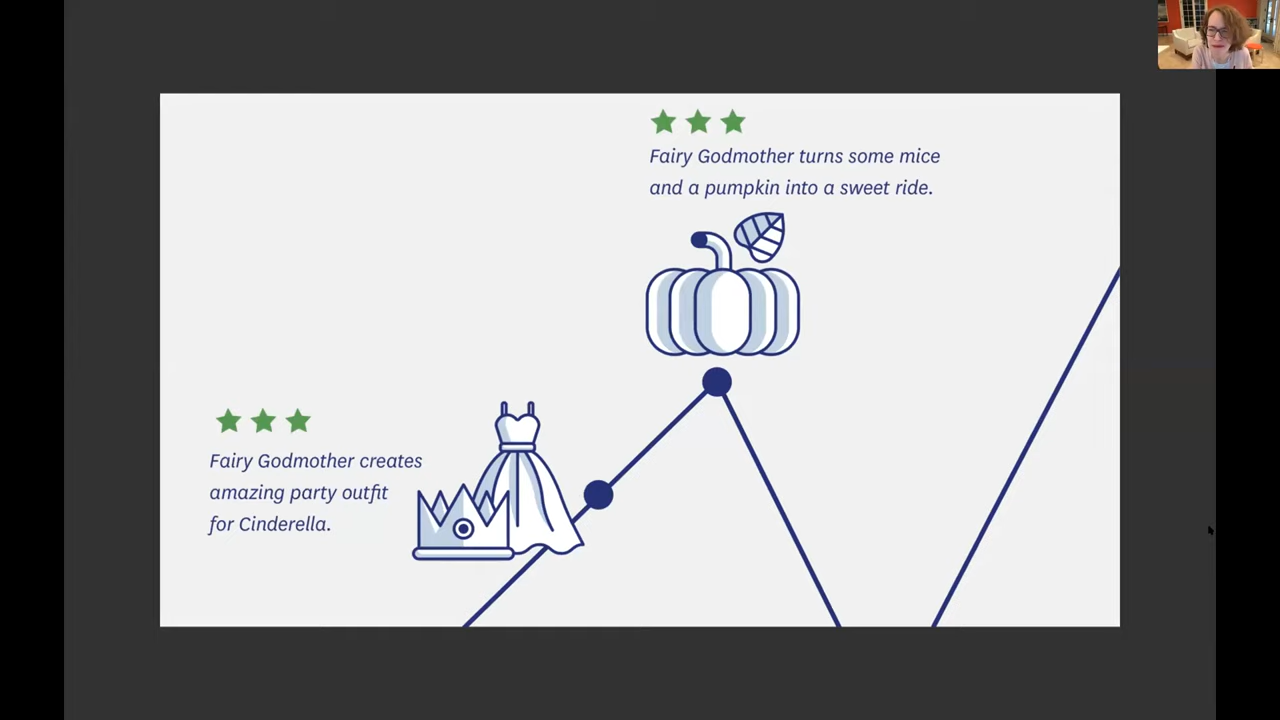 Fairy Godmother turns some mice
and a pumpkin into a sweet ride.
Fairy Godmother creates
amazing party outfit
for Cinderella.